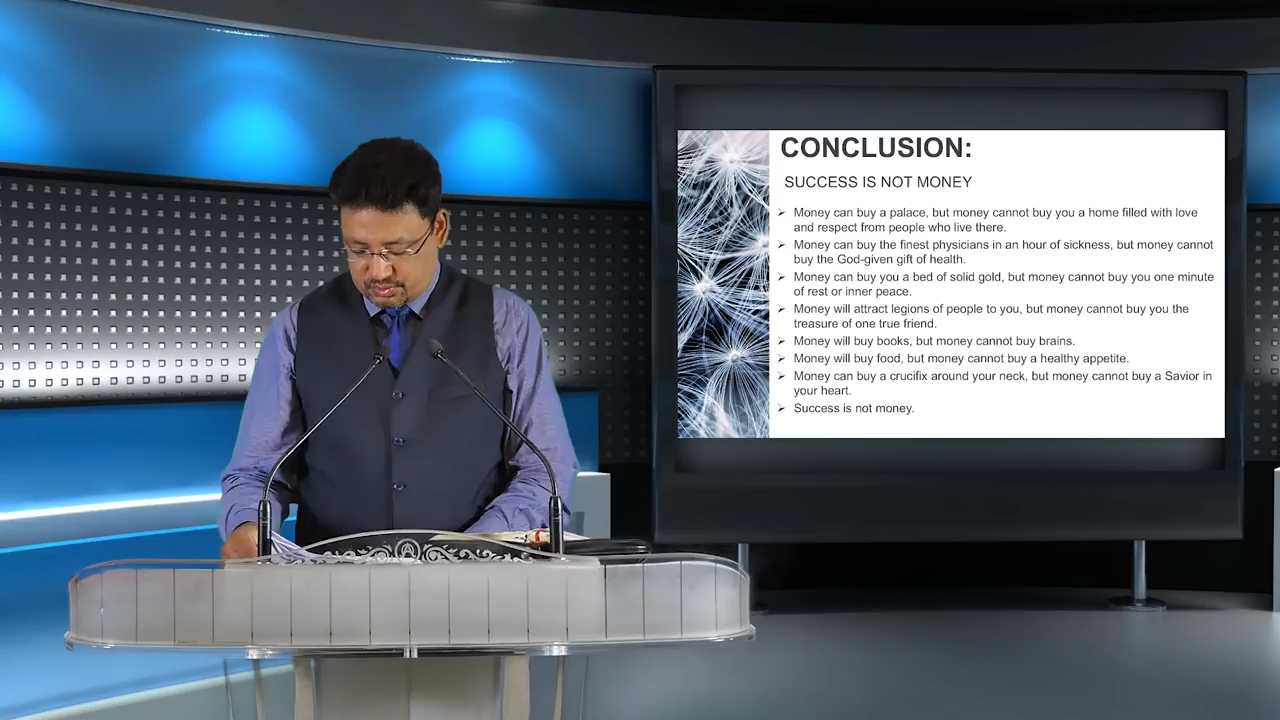 CONCLUSION:
SUCCESS IS NOT MONEY
➢ Money can buy a palace, but money cannot buy you a home filled with love
and respect from people who live there.
➢ Money can buy the finest physicians in an hour of sickness, but money cannot
buy the God-given gift of health.
➢ Money can buy you a bed of solid gold, but money cannot buy you one minute
of rest or inner peace.
➢ Money will attract legions of people to you, but money cannot buy you the
treasure of one true friend.
➢ Money will buy books, but money cannot buy brains.
➢ Money will buy food, but money cannot buy a healthy appetite.
➢ Money can buy a crucifix around your neck, but money cannot buy a Savior in
your heart.
➢ Success is not money.